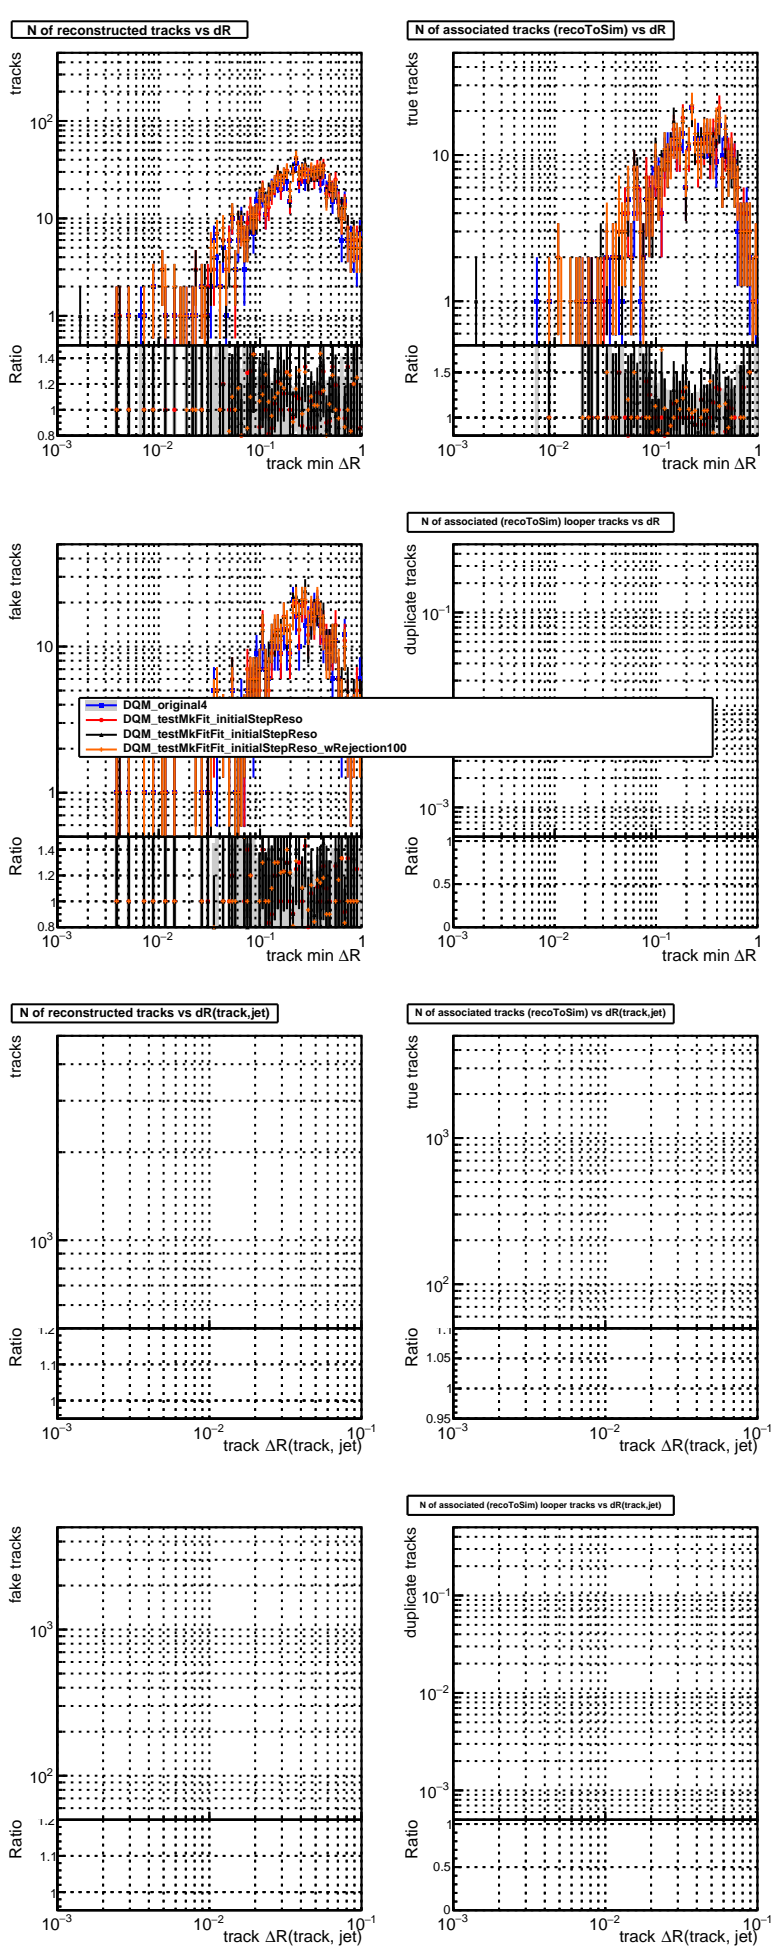 N of reconstructed tracks vs dR
tracks
10²
10
1
Ratio
1.4
1.2
1
0.8
10⁻³
10⁻²
10⁻¹
1
track min ΔR
N of associated tracks (recoToSim) vs dR
true tracks
10
1
Ratio
1.5
1
10⁻³
10⁻²
10⁻¹
1
track min ΔR
fake tracks
10
1
Ratio
1.4
1.2
1
0.8
10⁻³
10⁻²
10⁻¹
1
track min ΔR
N of associated (recoToSim) looper tracks vs dR
duplicate tracks
10⁻¹
10⁻³
Ratio
1
0.5
0
10⁻³
10⁻²
10⁻¹
1
track min ΔR
DQM_original4
DQM_testMkFit_initialStepReso
DQM_testMkFitFit_initialStepReso
DQM_testMkFitFit_initialStepReso_wRejection100
N of reconstructed tracks vs dR(track,jet)
tracks
10³
Ratio
1.2
1.1
1
10⁻³
10⁻²
10⁻¹
track ΔR(track, jet)
N of associated tracks (recoToSim) vs dR(track,jet)
true tracks
10³
10²
Ratio
1.1
1.05
1
0.95
10⁻³
10⁻²
10⁻¹
track ΔR(track, jet)
fake tracks
10³
10²
Ratio
1.2
1.1
1
10⁻³
10⁻²
10⁻¹
track ΔR(track, jet)
N of associated (recoToSim) looper tracks vs dR(track,jet)
duplicate tracks
10⁻¹
10⁻²
10⁻³
Ratio
1
0.5
0
10⁻³
10⁻²
10⁻¹
track ΔR(track, jet)